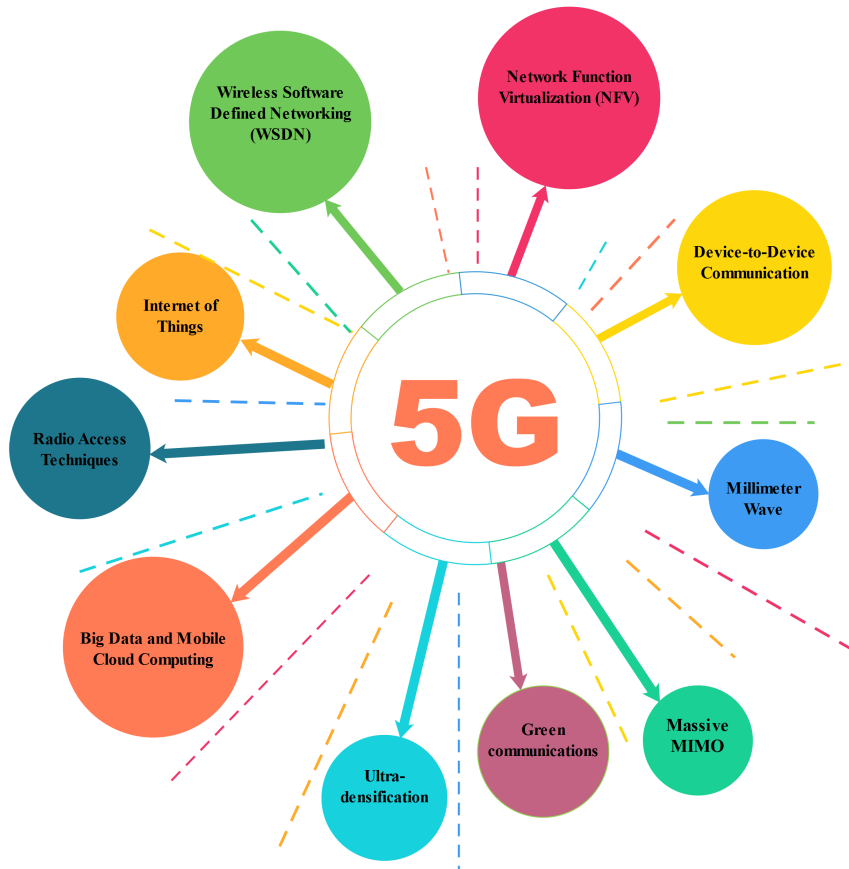 Wireless Software
Defined Networking
(WSDN)
Network Function
Virtualization (NFV)
Device-to-Device
Communication
Internet of
Things
5G
Radio Access
Techniques
Millimeter
Wave
Big Data and Mobile
Cloud Computing
Green
communications
Massive
MIMO
Ultra-
densification